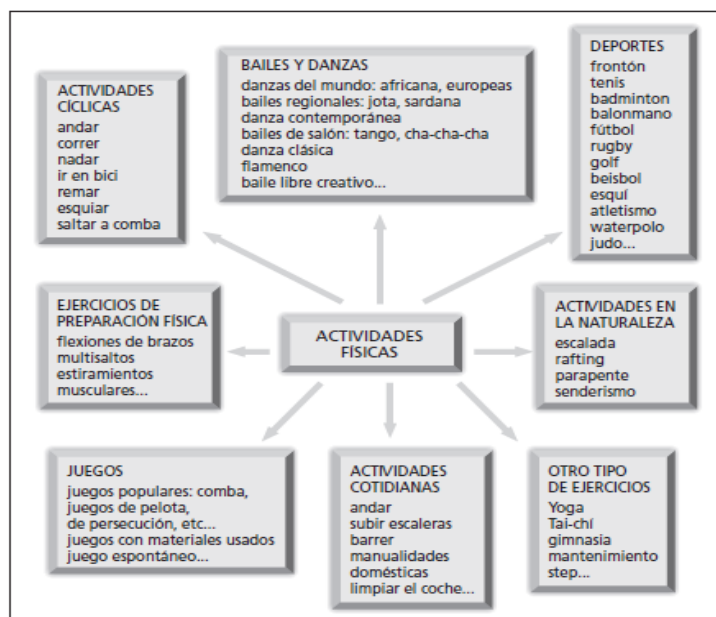 ACTIVIDADES
CÍCLICAS
andar
correr
nadar
ir en bici
remar
esquiar
saltar a comba
BAILES Y DANZAS
danzas del mundo: africana, europeas
bailes regionales: jota, sardana
danza contemporánea
bailes de salón: tango, cha-cha-cha
danza clásica
flamenco
baile libre creativo...
DEPORTES
frontón
tenis
badminton
balonmano
fútbol
rugby
golf
beisbol
esquí
atletismo
waterpolo
judo...
EJERCICIOS DE
PREPARACIÓN FÍSICA
flexiones de brazos
multisaltos
estiramientos
musculares...
ACTIVIDADES
FÍSICAS
ACTIVIDADES EN
LA NATURALEZA
escalada
rafting
parapente
senderismo
JUEGOS
juegos populares: comba,
juegos de pelota,
de persecución, etc...
juegos con materiales usados
juego espontáneo...
ACTIVIDADES
COTIDIANAS
andar
subir escaleras
barrer
manualidades
domésticas
limpiar el coche...
OTRO TIPO
DE EJERCICIOS
Yoga
Tai-chí
gimnasia
mantenimiento
step...